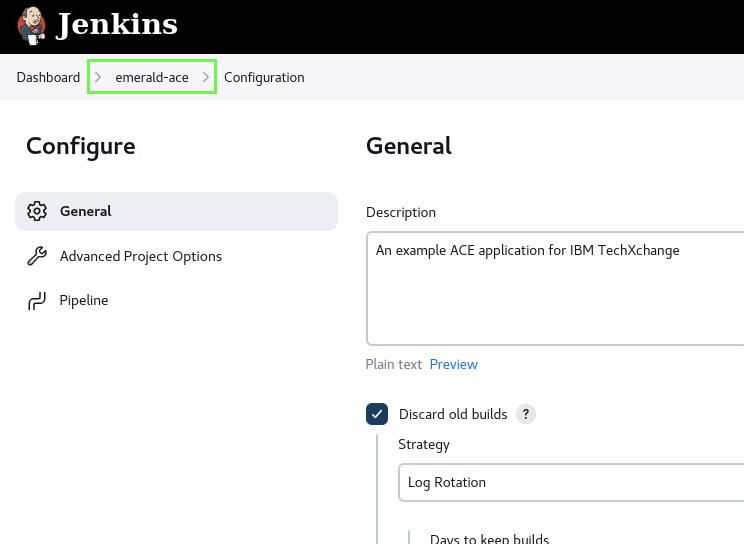 Jenkins
Dashboard > emerald-ace > Configuration
Configure
General
Advanced Project Options
Pipeline
General
Description
An example ACE application for IBM TechXchange
Plain text Preview
Discard old builds ?
Strategy
Log Rotation
Days to keep builds